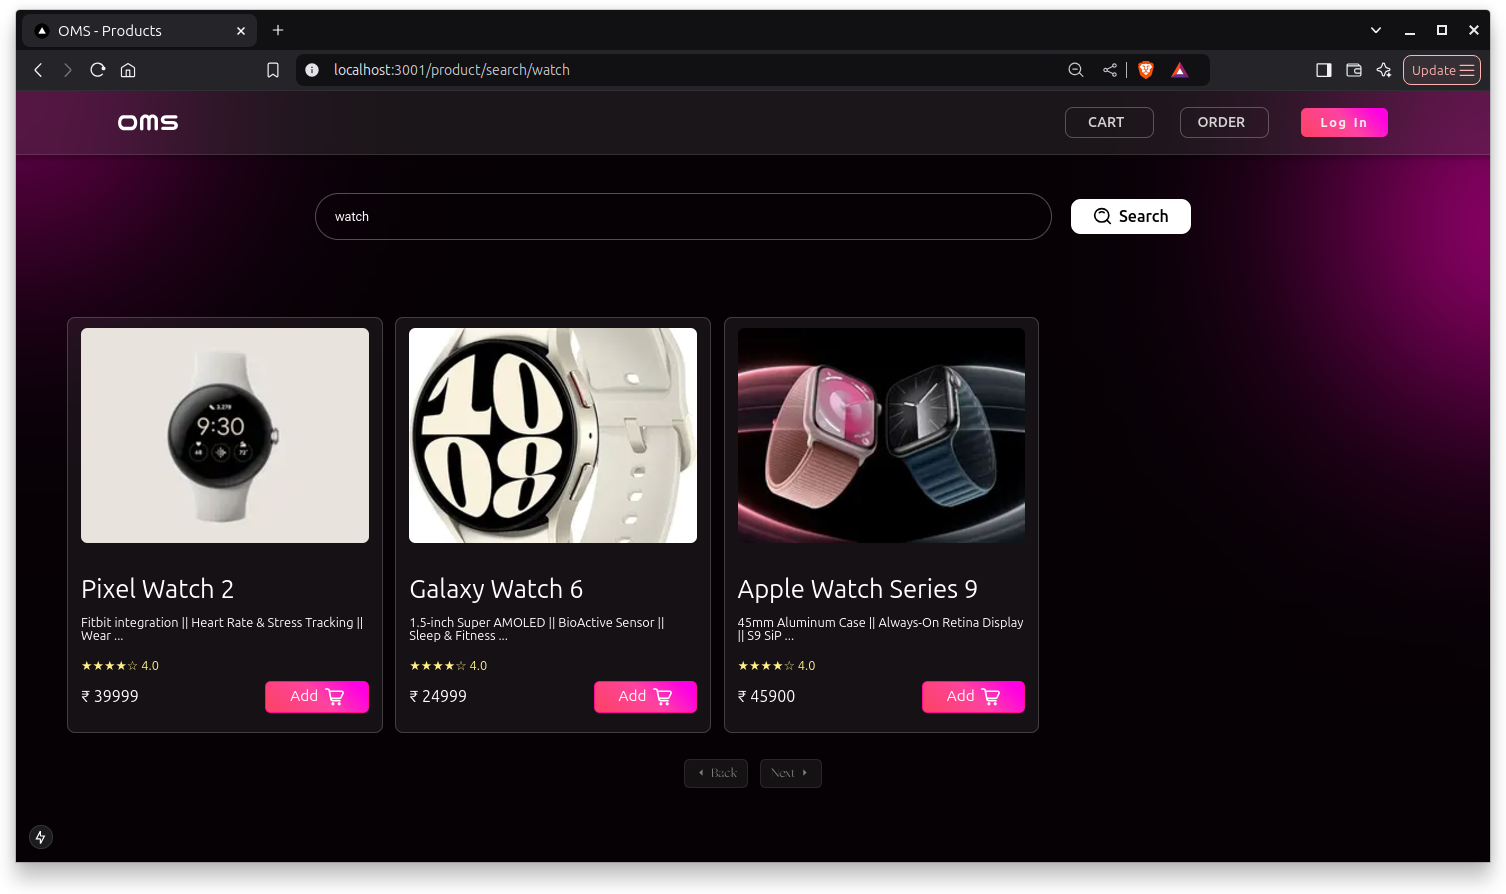 OMS - Products
localhost:3001/product/search/watch
Update
OMS
CART
ORDER
Log In
watch
Search
9:30
10
08
Pixel Watch 2
Fitbit integration || Heart Rate & Stress Tracking ||
Wear ...
★★★★☆ 4.0
₹ 39999
Add
Galaxy Watch 6
1.5-inch Super AMOLED || BioActive Sensor ||
Sleep & Fitness ...
★★★★☆ 4.0
₹ 24999
Add
Apple Watch Series 9
45mm Aluminum Case || Always-On Retina Display
|| S9 SiP ...
★★★★☆ 4.0
₹ 45900
Add
Back
Next